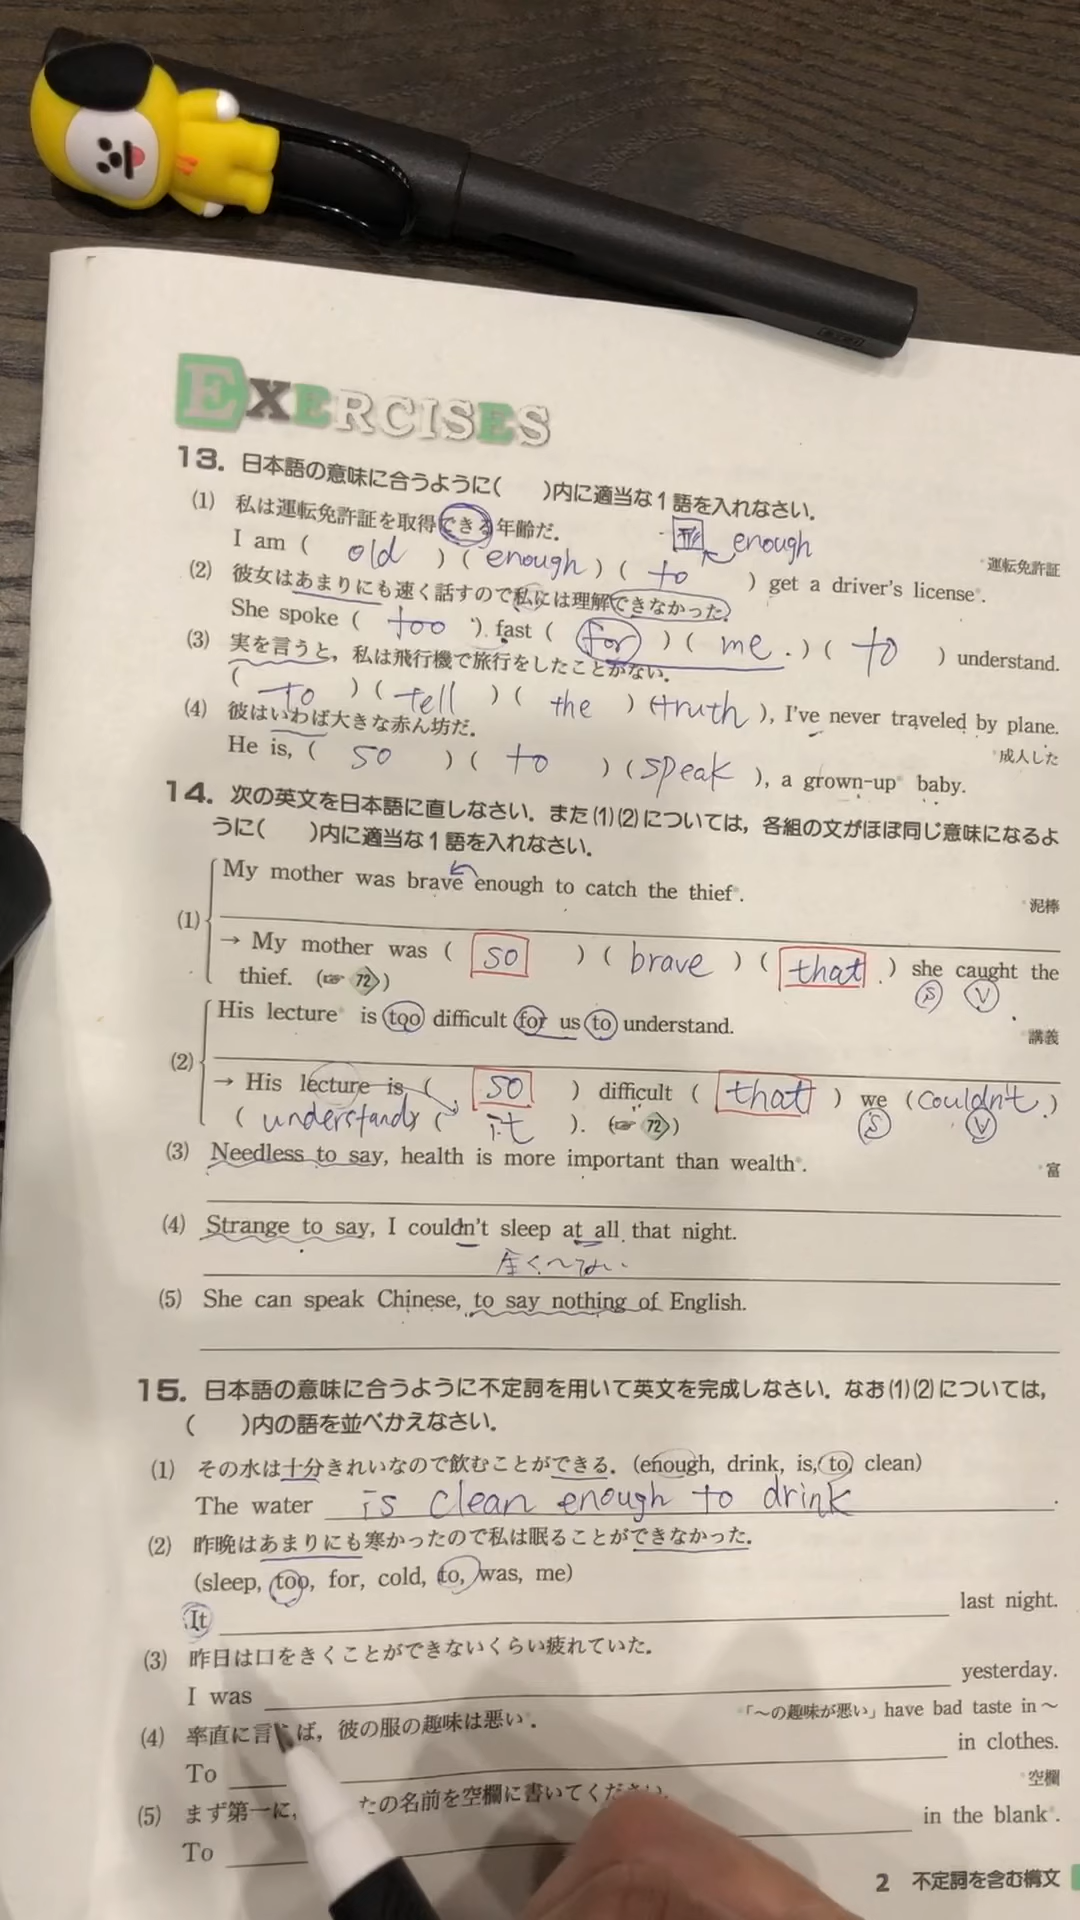 EXERCISES
13. 日本語の意味に合うように(　)内に適当な1語を入れなさい.
(1) 私は運転免許証を取得できる年齢だ.
形 enough
I am ( old )( enough )( to ) get a driver's license*.
*運転免許証
(2) 彼女はあまりにも速く話すので私には理解できなかった.
She spoke ( too ) fast ( for )( me )( to ) understand.
(3) 実を言うと, 私は飛行機で旅行をしたことがない.
( To )( tell )( the )( truth ), I've never traveled by plane.
(4) 彼はいわば大きな赤ん坊だ.
*成人した
He is, ( so )( to )( speak ), a grown-up* baby.
14. 次の英文を日本語に直しなさい. また(1)(2)については, 各組の文がほぼ同じ意味になるよ
うに(　)内に適当な1語を入れなさい.
(1) My mother was brave enough to catch the thief*.
*泥棒
→ My mother was ( so )( brave )( that ) she caught the
thief. (☞ 72)
S V
(2) His lecture* is too difficult for us to understand.
*講義
→ His lecture is ( so ) difficult ( that ) we ( couldn't )
( understand )( it ). (☞ 72)
S V
(3) Needless to say, health is more important than wealth*.
*富
(4) Strange to say, I couldn't sleep at all that night.
全く〜ない
(5) She can speak Chinese, to say nothing of English.
15. 日本語の意味に合うように不定詞を用いて英文を完成しなさい. なお(1)(2)については,
(　)内の語を並べかえなさい.
(1) その水は十分きれいなので飲むことができる. (enough, drink, is, to, clean)
The water is clean enough to drink.
(2) 昨晩はあまりにも寒かったので私は眠ることができなかった.
(sleep, too, for, cold, to, was, me)
It last night.
(3) 昨日は口をきくことができないくらい疲れていた.
I was yesterday.
(4) 率直に言 ば, 彼の服の趣味は悪い*.
*「〜の趣味が悪い」have bad taste in〜
To in clothes.
(5) まず第一に, たの名前を空欄に書いてください.
*空欄
To in the blank*.
2 不定詞を含む構文